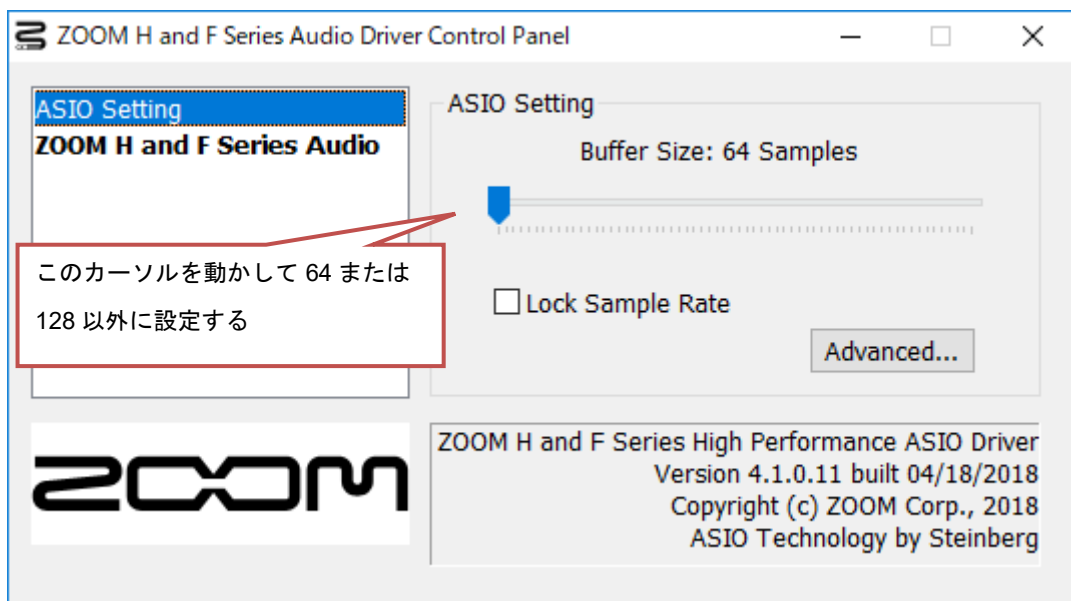 ZOOM H and F Series Audio Driver Control Panel
ASIO Setting
ZOOM H and F Series Audio
ASIO Setting
Buffer Size: 64 Samples
このカーソルを動かして 64 または
128 以外に設定する
Lock Sample Rate
Advanced...
ZOOM
ZOOM H and F Series High Performance ASIO Driver
Version 4.1.0.11 built 04/18/2018
Copyright (c) ZOOM Corp., 2018
ASIO Technology by Steinberg